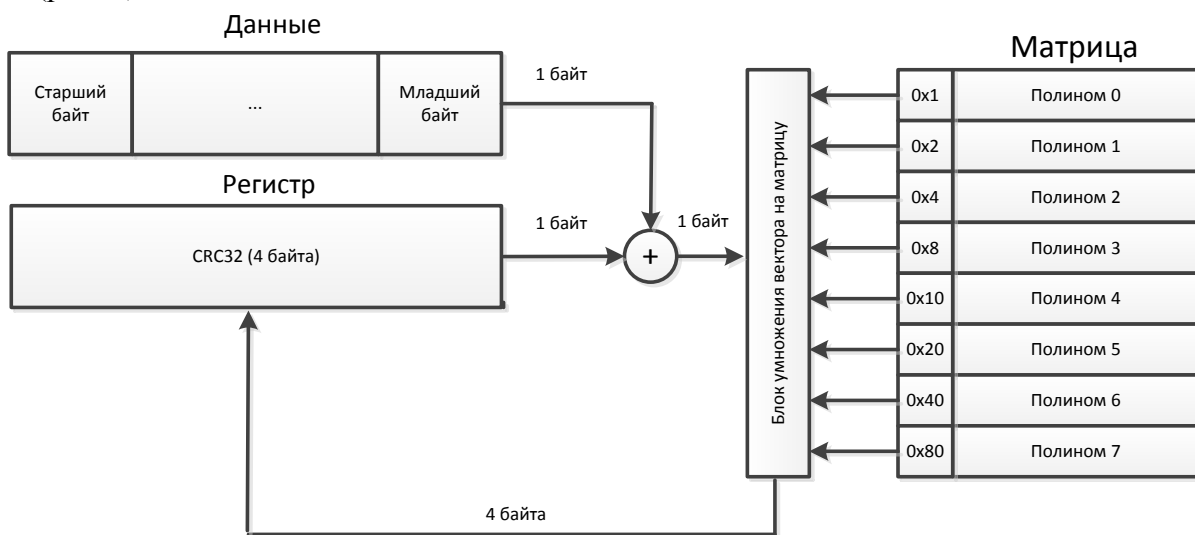 Данные
Матрица
Старший
байт
...
Младший
байт
1 байт
Регистр
CRC32 (4 байта)
1 байт
+
1 байт
Блок умножения вектора на матрицу
0x1 Полином 0
0x2 Полином 1
0x4 Полином 2
0x8 Полином 3
0x10 Полином 4
0x20 Полином 5
0x40 Полином 6
0x80 Полином 7
4 байта